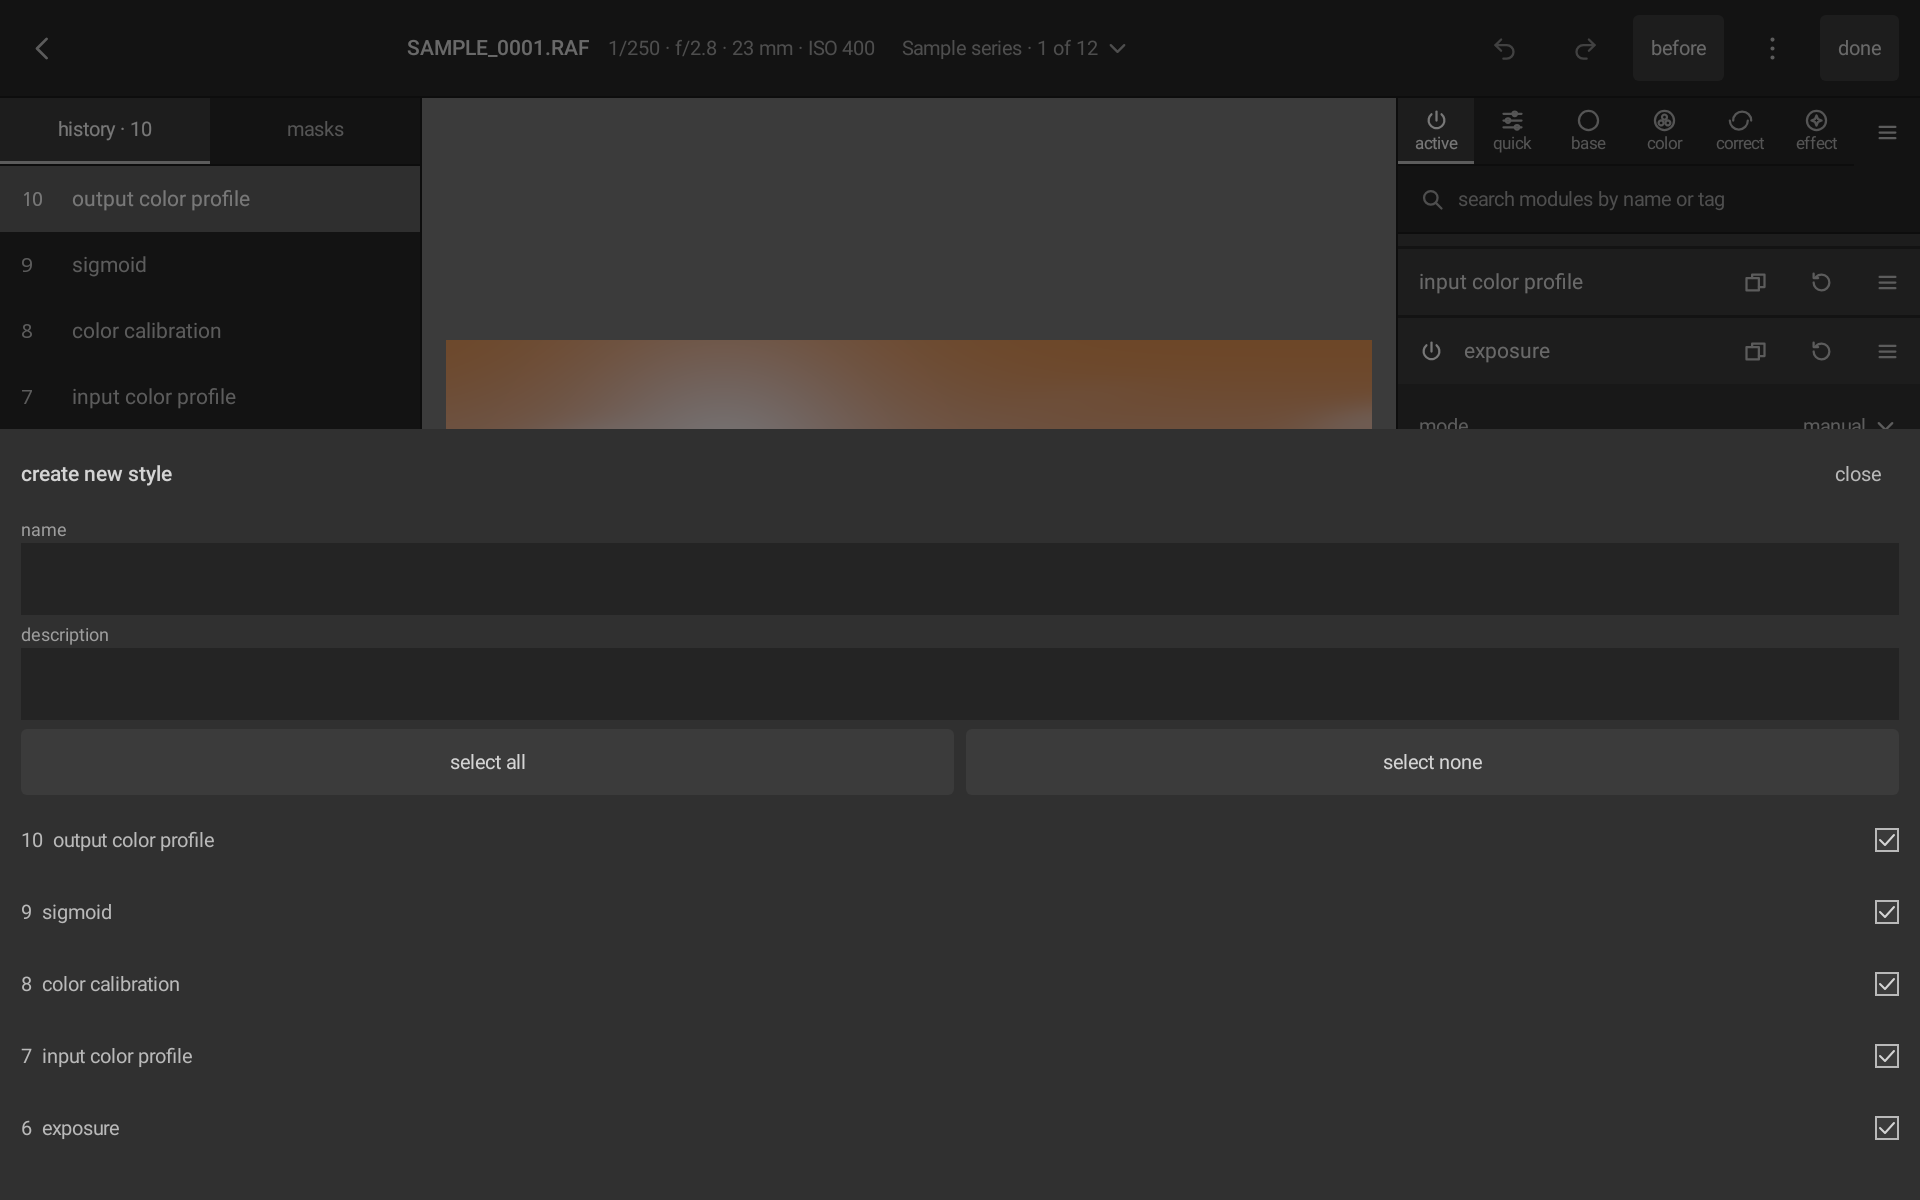 SAMPLE_0001.RAF 1/250 · f/2.8 · 23 mm · ISO 400 Sample series · 1 of 12 before done
history · 10 masks
active quick base color correct effect
search modules by name or tag
10 output color profile
9 sigmoid
8 color calibration
7 input color profile
input color profile
exposure
mode manual
create new style close
name
description
select all select none
10 output color profile
9 sigmoid
8 color calibration
7 input color profile
6 exposure